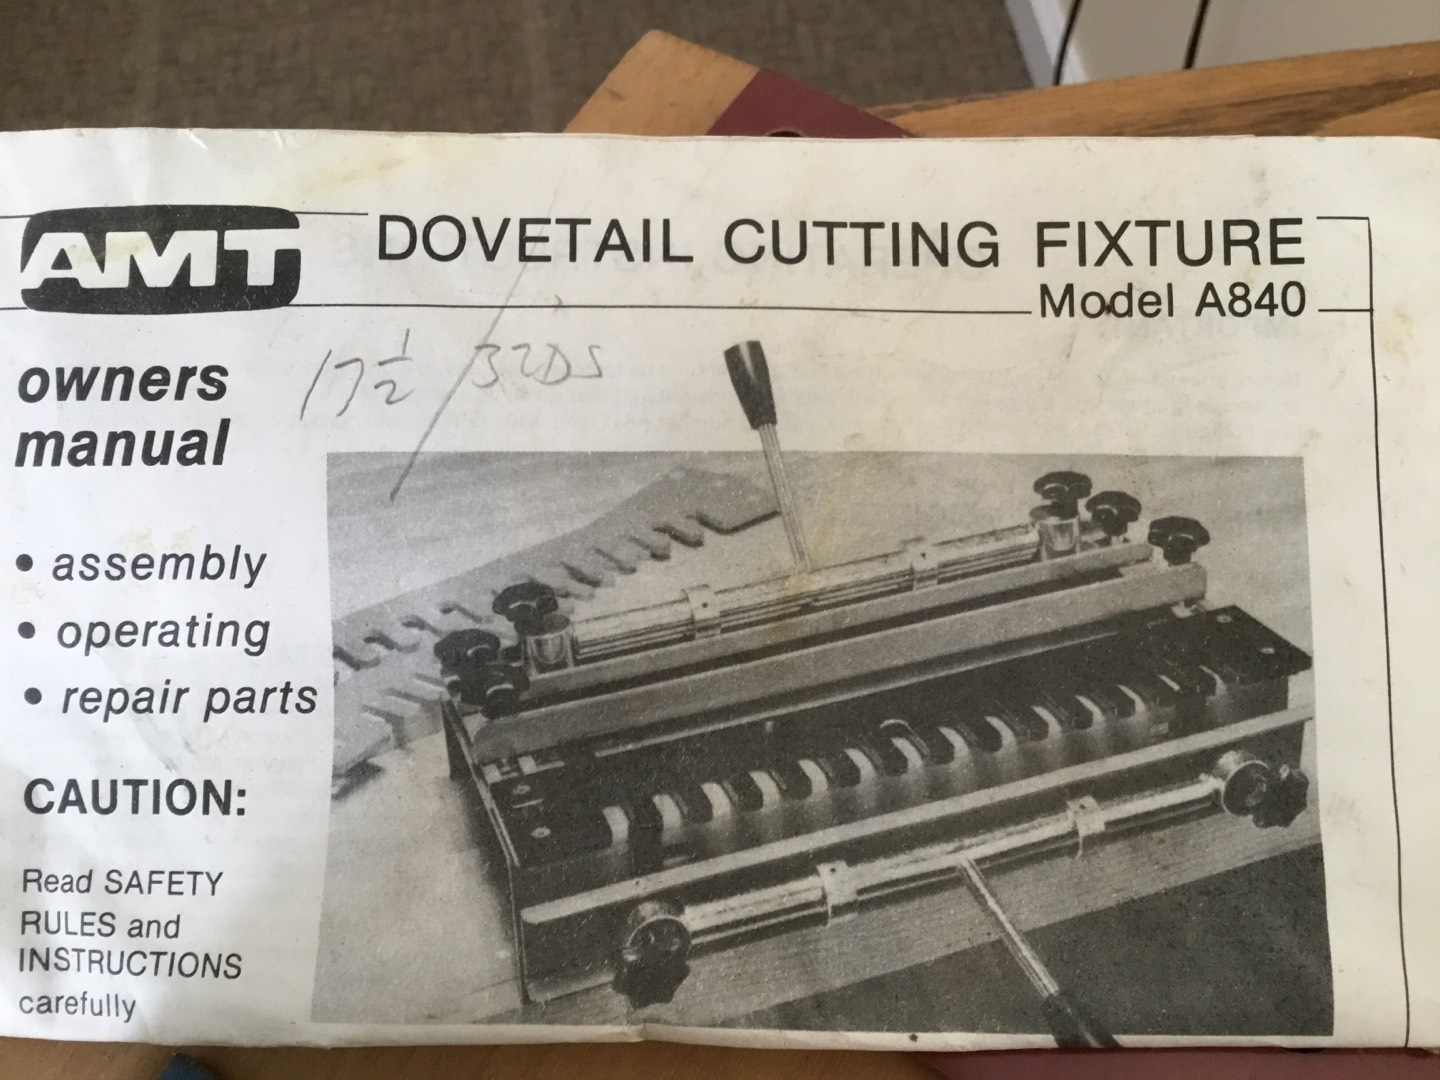 AMT
DOVETAIL CUTTING FIXTURE
Model A840
owners
manual
17 1/2 / 32DS
• assembly
• operating
• repair parts
CAUTION:
Read SAFETY
RULES and
INSTRUCTIONS
carefully